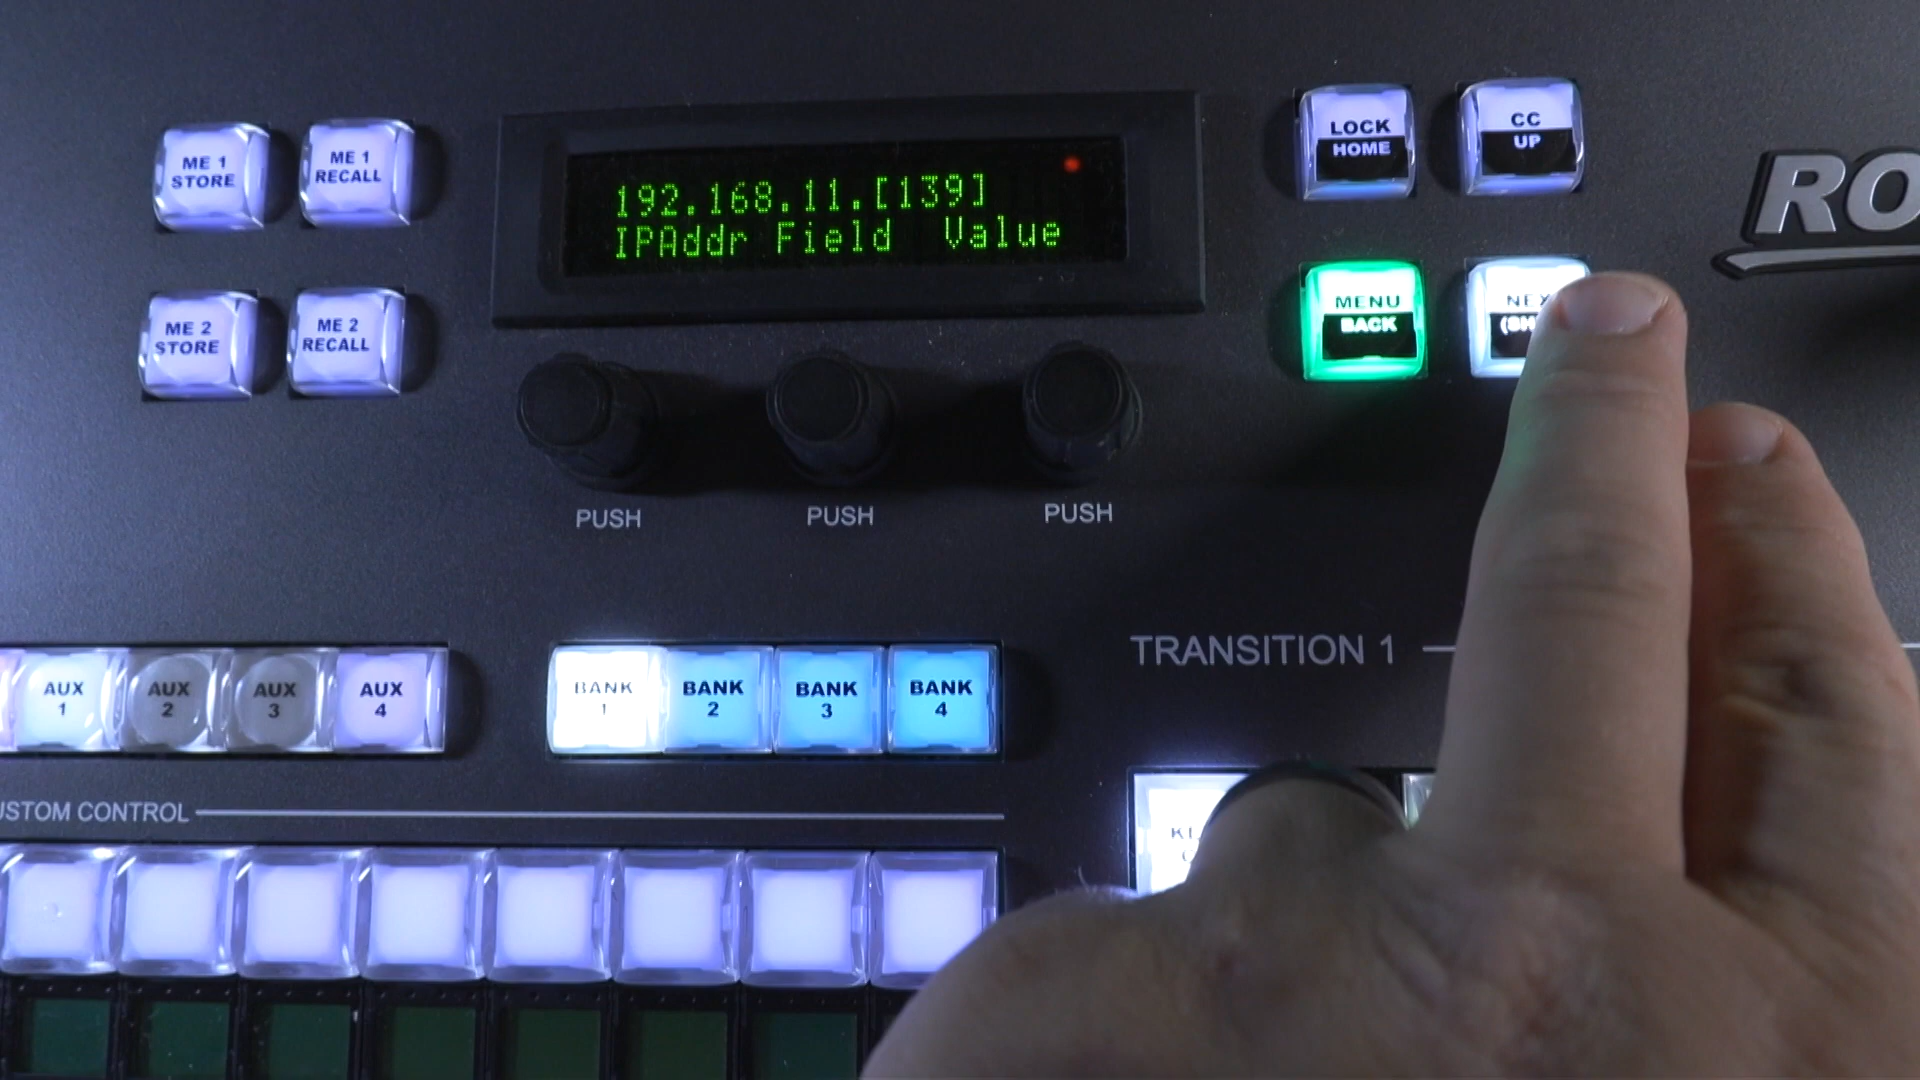 ME 1
STORE
ME 1
RECALL
192.168.11.[139]
IPAddr Field Value
LOCK
HOME
CC
UP
RO
ME 2
STORE
ME 2
RECALL
MENU
BACK
PUSH
PUSH
PUSH
TRANSITION 1
AUX
1
AUX
2
AUX
3
AUX
4
BANK
1
BANK
2
BANK
3
BANK
4
USTOM CONTROL